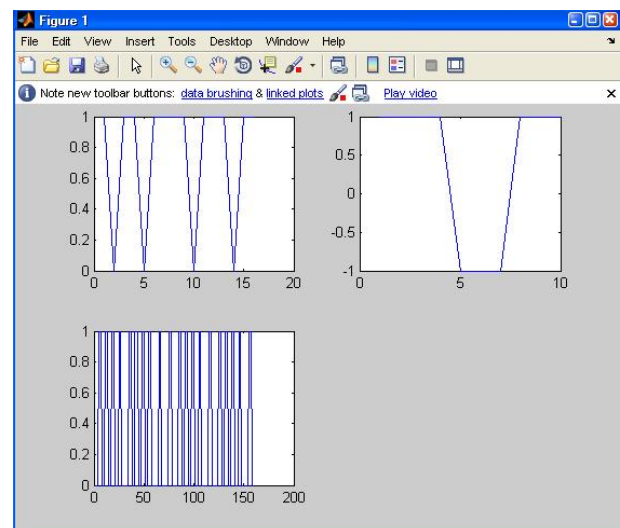 Figure 1
File Edit View Insert Tools Desktop Window Help
Note new toolbar buttons: data brushing & linked plots Play video
1
0.8
0.6
0.4
0.2
0
0 5 10 15 20
1
0.5
0
-0.5
-1
0 5 10
1
0.8
0.6
0.4
0.2
0
0 50 100 150 200